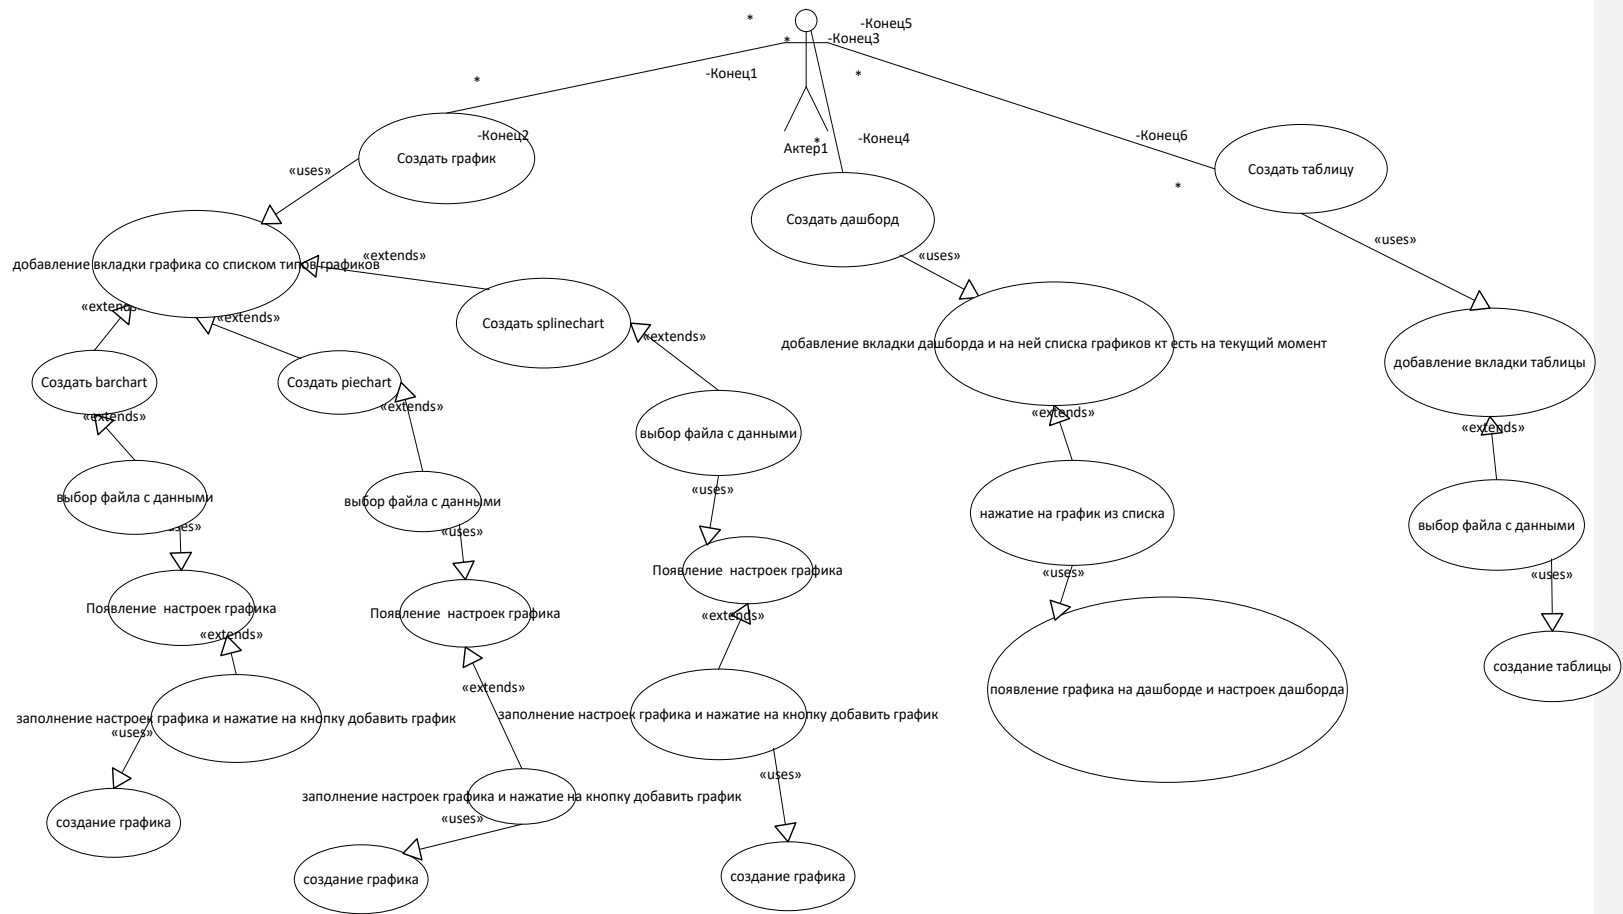 *
-Конец5
*
-Конец3
-Конец1
*
*
-Конец2
*
-Конец4
-Конец6
Актер1
Создать график
«uses»
Создать таблицу
*
Создать дашборд
«uses»
«extends»
«uses»
добавление вкладки графика со списком типов графиков
«extends»
«extends»
Создать splinechart
«extends»
добавление вкладки дашборда и на ней списка графиков кт есть на текущий момент
добавление вкладки таблицы
Создать barchart
Создать piechart
«extends»
«extends»
«extends»
«extends»
выбор файла с данными
выбор файла с данными
выбор файла с данными
«uses»
нажатие на график из списка
выбор файла с данными
«uses»
«uses»
Появление настроек графика
«uses»
«uses»
Появление настроек графика
Появление настроек графика
«extends»
«extends»
создание таблицы
«extends»
появление графика на дашборде и настроек дашборда
заполнение настроек графика и нажатие на кнопку добавить график
заполнение настроек графика и нажатие на кнопку добавить график
«uses»
«uses»
заполнение настроек графика и нажатие на кнопку добавить график
«uses»
создание графика
создание графика
создание графика